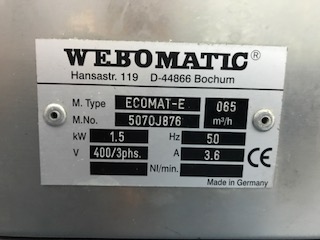 WEBOMATIC®
Hansastr. 119 D-44866 Bochum
M. Type ECOMAT-E 065 m³/h
M.No. 5070J876
kW 1.5 Hz 50
V 400/3phs. A 3.6
Nl/min. CE
Made in Germany